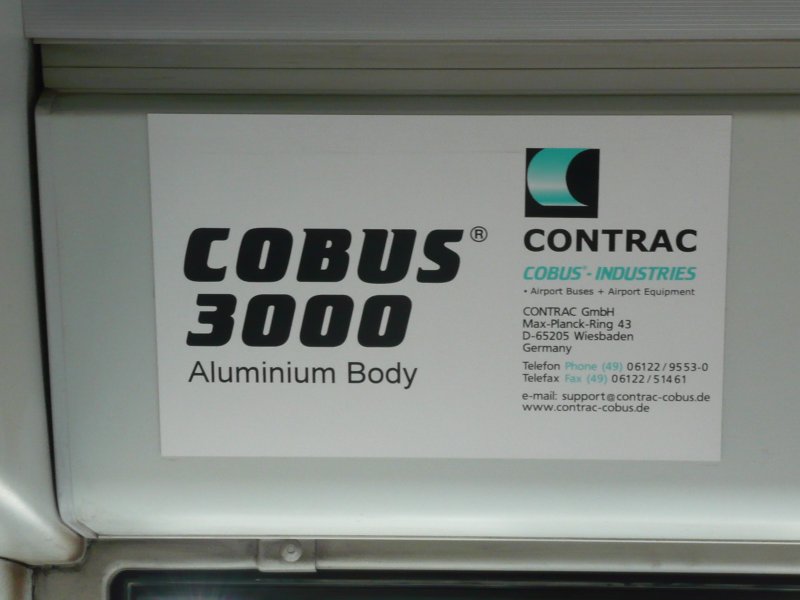 COBUS®
3000
Aluminium Body
CONTRAC
COBUS® - INDUSTRIES
• Airport Buses + Airport Equipment
CONTRAC GmbH
Max-Planck-Ring 43
D-65205 Wiesbaden
Germany
Telefon Phone (49) 06122/9553-0
Telefax Fax (49) 06122/51461
e-mail: support@contrac-cobus.de
www.contrac-cobus.de